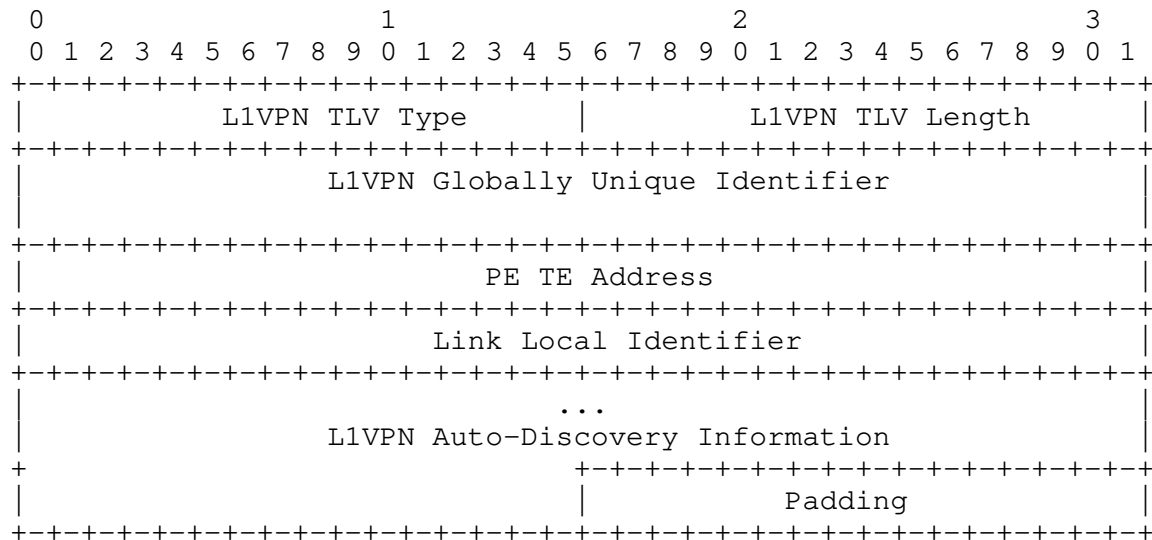 0                   1                   2                   3
 0 1 2 3 4 5 6 7 8 9 0 1 2 3 4 5 6 7 8 9 0 1 2 3 4 5 6 7 8 9 0 1
+-+-+-+-+-+-+-+-+-+-+-+-+-+-+-+-+-+-+-+-+-+-+-+-+-+-+-+-+-+-+-+-+
|           L1VPN TLV Type      |         L1VPN TLV Length      |
+-+-+-+-+-+-+-+-+-+-+-+-+-+-+-+-+-+-+-+-+-+-+-+-+-+-+-+-+-+-+-+-+
|                 L1VPN Globally Unique Identifier              |
|                                                               |
+-+-+-+-+-+-+-+-+-+-+-+-+-+-+-+-+-+-+-+-+-+-+-+-+-+-+-+-+-+-+-+-+
|                          PE TE Address                        |
+-+-+-+-+-+-+-+-+-+-+-+-+-+-+-+-+-+-+-+-+-+-+-+-+-+-+-+-+-+-+-+-+
|                       Link Local Identifier                   |
+-+-+-+-+-+-+-+-+-+-+-+-+-+-+-+-+-+-+-+-+-+-+-+-+-+-+-+-+-+-+-+-+
|                              ...                              |
|                 L1VPN Auto-Discovery Information              |
+                               +-+-+-+-+-+-+-+-+-+-+-+-+-+-+-+-+
|                               |           Padding             |
+-+-+-+-+-+-+-+-+-+-+-+-+-+-+-+-+-+-+-+-+-+-+-+-+-+-+-+-+-+-+-+-+